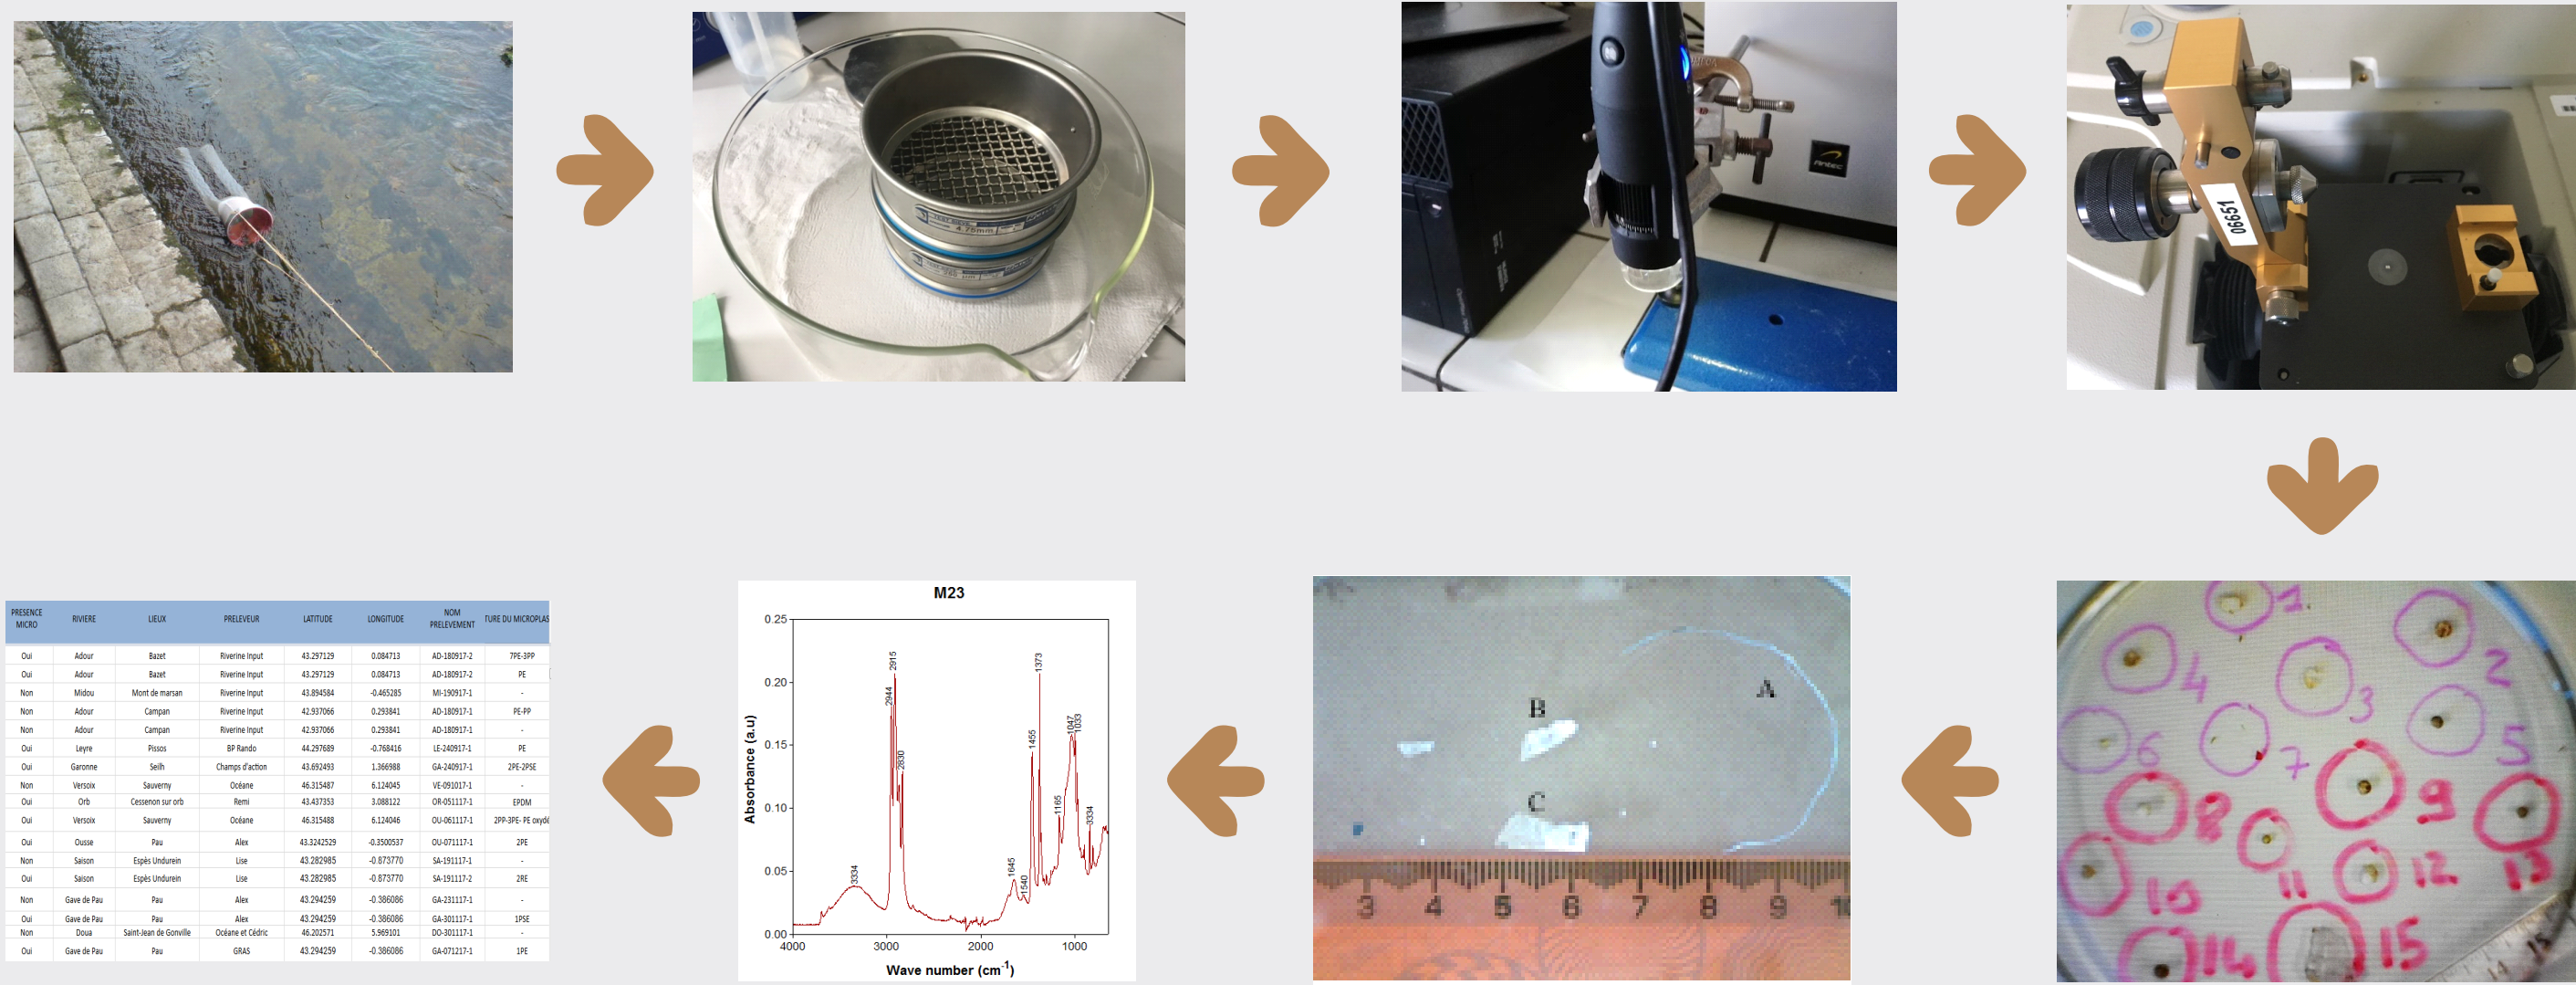 TEST SIEVE
4.75mm
06651
PRESENCE MICRO RIVIERE LIEUX PRELEVEUR LATITUDE LONGITUDE NOM PRELEVEMENT TURE DU MICROPLAS
Oui Adour Bazet Riverine Input 43.297129 0.084713 AD-180917-2 7PE-3PP
Oui Adour Bazet Riverine Input 43.297129 0.084713 AD-180917-2 PE
Non Midou Mont de marsan Riverine Input 43.894584 -0.465285 MI-190917-1 -
Non Adour Campan Riverine Input 42.937066 0.293841 AD-180917-1 PE-PP
Non Adour Campan Riverine Input 42.937066 0.293841 AD-180917-1 -
Oui Leyre Pissos BP Rando 44.297689 -0.768416 LE-240917-1 PE
Oui Garonne Seilh Champs d'action 43.692493 1.366988 GA-240917-1 2PE-2PSE
Non Versoix Sauverny Océane 46.315487 6.124045 VE-091017-1 -
Oui Orb Cessenon sur orb Remi 43.437353 3.088122 OR-051117-1 EPDM
Oui Versoix Sauverny Océane 46.315488 6.124046 OU-061117-1 2PP-3PE- PE oxydé
Oui Ousse Pau Alex 43.3242529 -0.3500537 OU-071117-1 2PE
Non Saison Espès Undurein Lise 43.282985 -0.873770 SA-191117-1 -
Oui Saison Espès Undurein Lise 43.282985 -0.873770 SA-191117-2 2RE
Non Gave de Pau Pau Alex 43.294259 -0.386086 GA-231117-1 -
Oui Gave de Pau Pau Alex 43.294259 -0.386086 GA-301117-1 1PSE
Non Doua Saint-Jean de Gonville Océane et Cédric 46.202571 5.969101 DO-301117-1 -
Oui Gave de Pau Pau GRAS 43.294259 -0.386086 GA-071217-1 1PE
M23
Absorbance (a.u)
0.25
0.20
0.15
0.10
0.05
0.00
3334
2944
2915
2830
1645
1540
1455
1373
1165
1047
1033
3334
4000 3000 2000 1000
Wave number (cm-1)
A
B
C
3 4 5 6 7 8 9 10
1
2
3
4
5
6
7
8
9
10
11
12
13
14
15
14 15